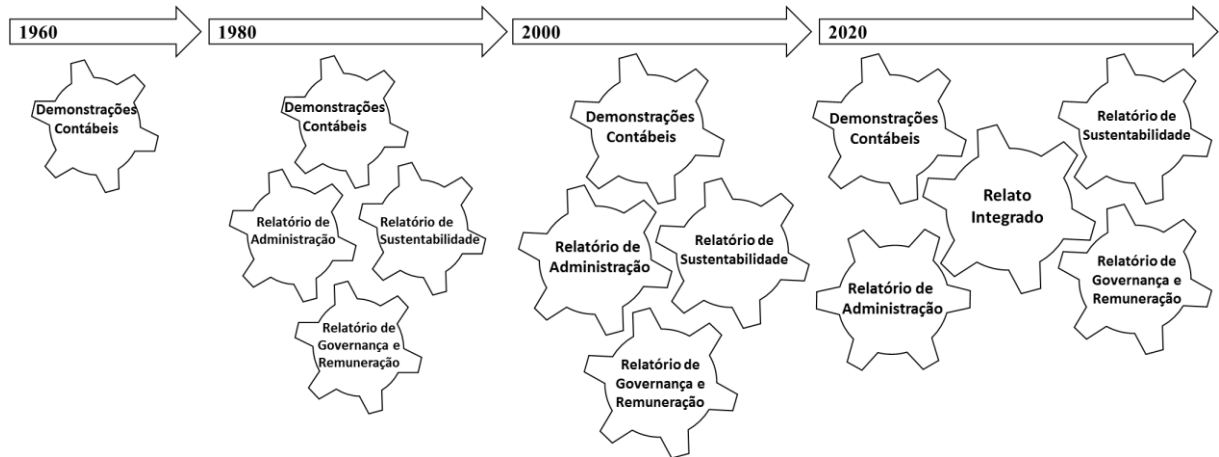 1960
1980
2000
2020
Demonstrações
Contábeis
Demonstrações
Contábeis
Relatório de
Administração
Relatório de
Sustentabilidade
Relatório de
Governança e
Remuneração
Demonstrações
Contábeis
Relatório de
Administração
Relatório de
Sustentabilidade
Relatório de
Governança e
Remuneração
Demonstrações
Contábeis
Relatório de
Sustentabilidade
Relato
Integrado
Relatório de
Administração
Relatório de
Governança e
Remuneração